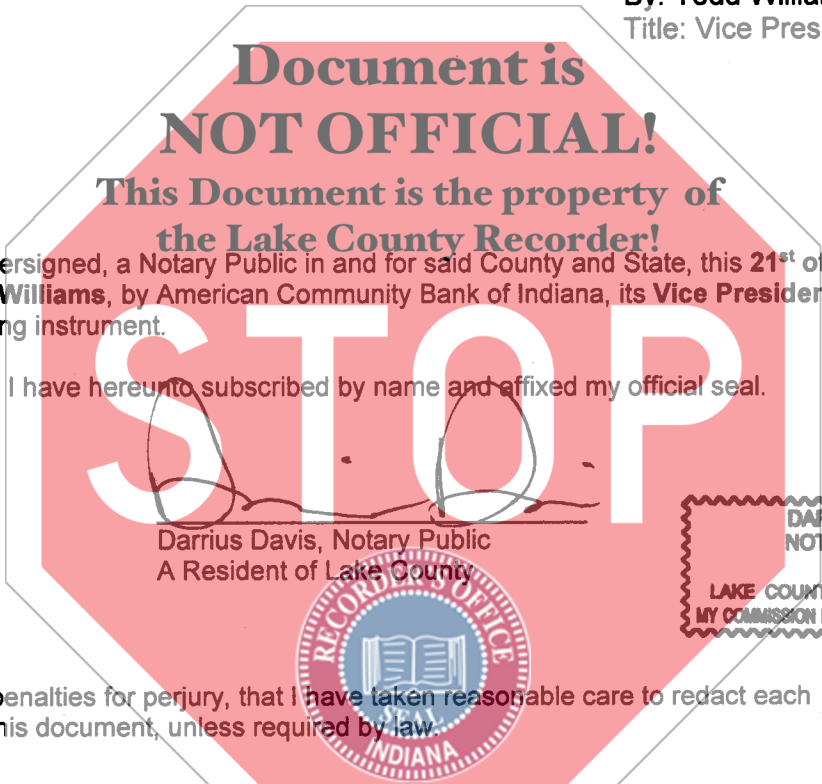 Title: Vice Pres
Document is
NOT OFFICIAL!
This Document is the property of
the Lake County Recorder!
ersigned, a Notary Public in and for said County and State, this 21st of
Williams, by American Community Bank of Indiana, its Vice Presiden
ng instrument.
STOP
I have hereunto subscribed by name and affixed my official seal.
Darrius Davis, Notary Public
A Resident of Lake County
DAR
NOT
LAKE COUNT
MY COMMISSION
RECORDER'S OFFICE
SEAL
INDIANA
penalties for perjury, that I have taken reasonable care to redact each
his document, unless required by law.